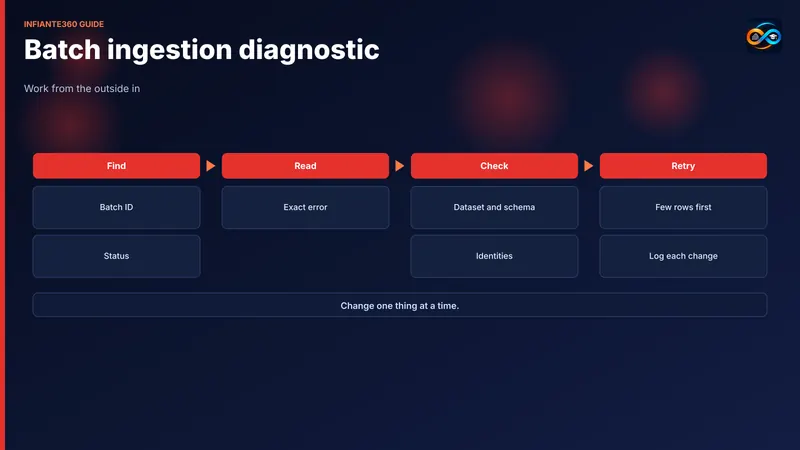 INFIANTE360 GUIDE
Batch ingestion diagnostic
Work from the outside in
Find
Batch ID
Status
Read
Exact error
Check
Dataset and schema
Identities
Retry
Few rows first
Log each change
Change one thing at a time.